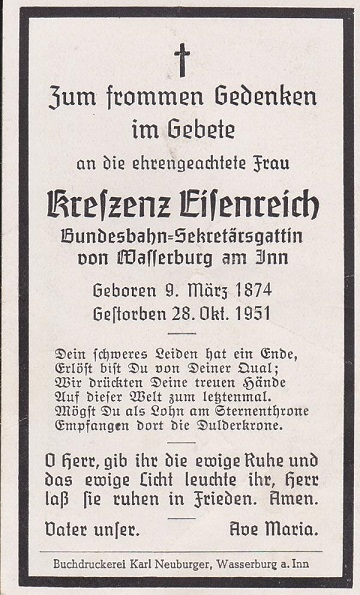 Zum frommen Gedenken
im Gebete
an die ehrengeachtete Frau
Kreszenz Eisenreich
Bundesbahn=Sekretärsgattin
von Wasserburg am Inn
Geboren 9. März 1874
Gestorben 28. Okt. 1951
Dein schweres Leiden hat ein Ende,
Erlöst bist Du von Deiner Qual;
Wir drückten Deine treuen Hände
Auf dieser Welt zum letztenmal.
Mögst Du als Lohn am Sternenthrone
Empfangen dort die Dulderkrone.
O Herr, gib ihr die ewige Ruhe und
das ewige Licht leuchte ihr, Herr
laß sie ruhen in Frieden. Amen.
Vater unser. Ave Maria.
Buchdruckerei Karl Neuburger, Wasserburg a. Inn